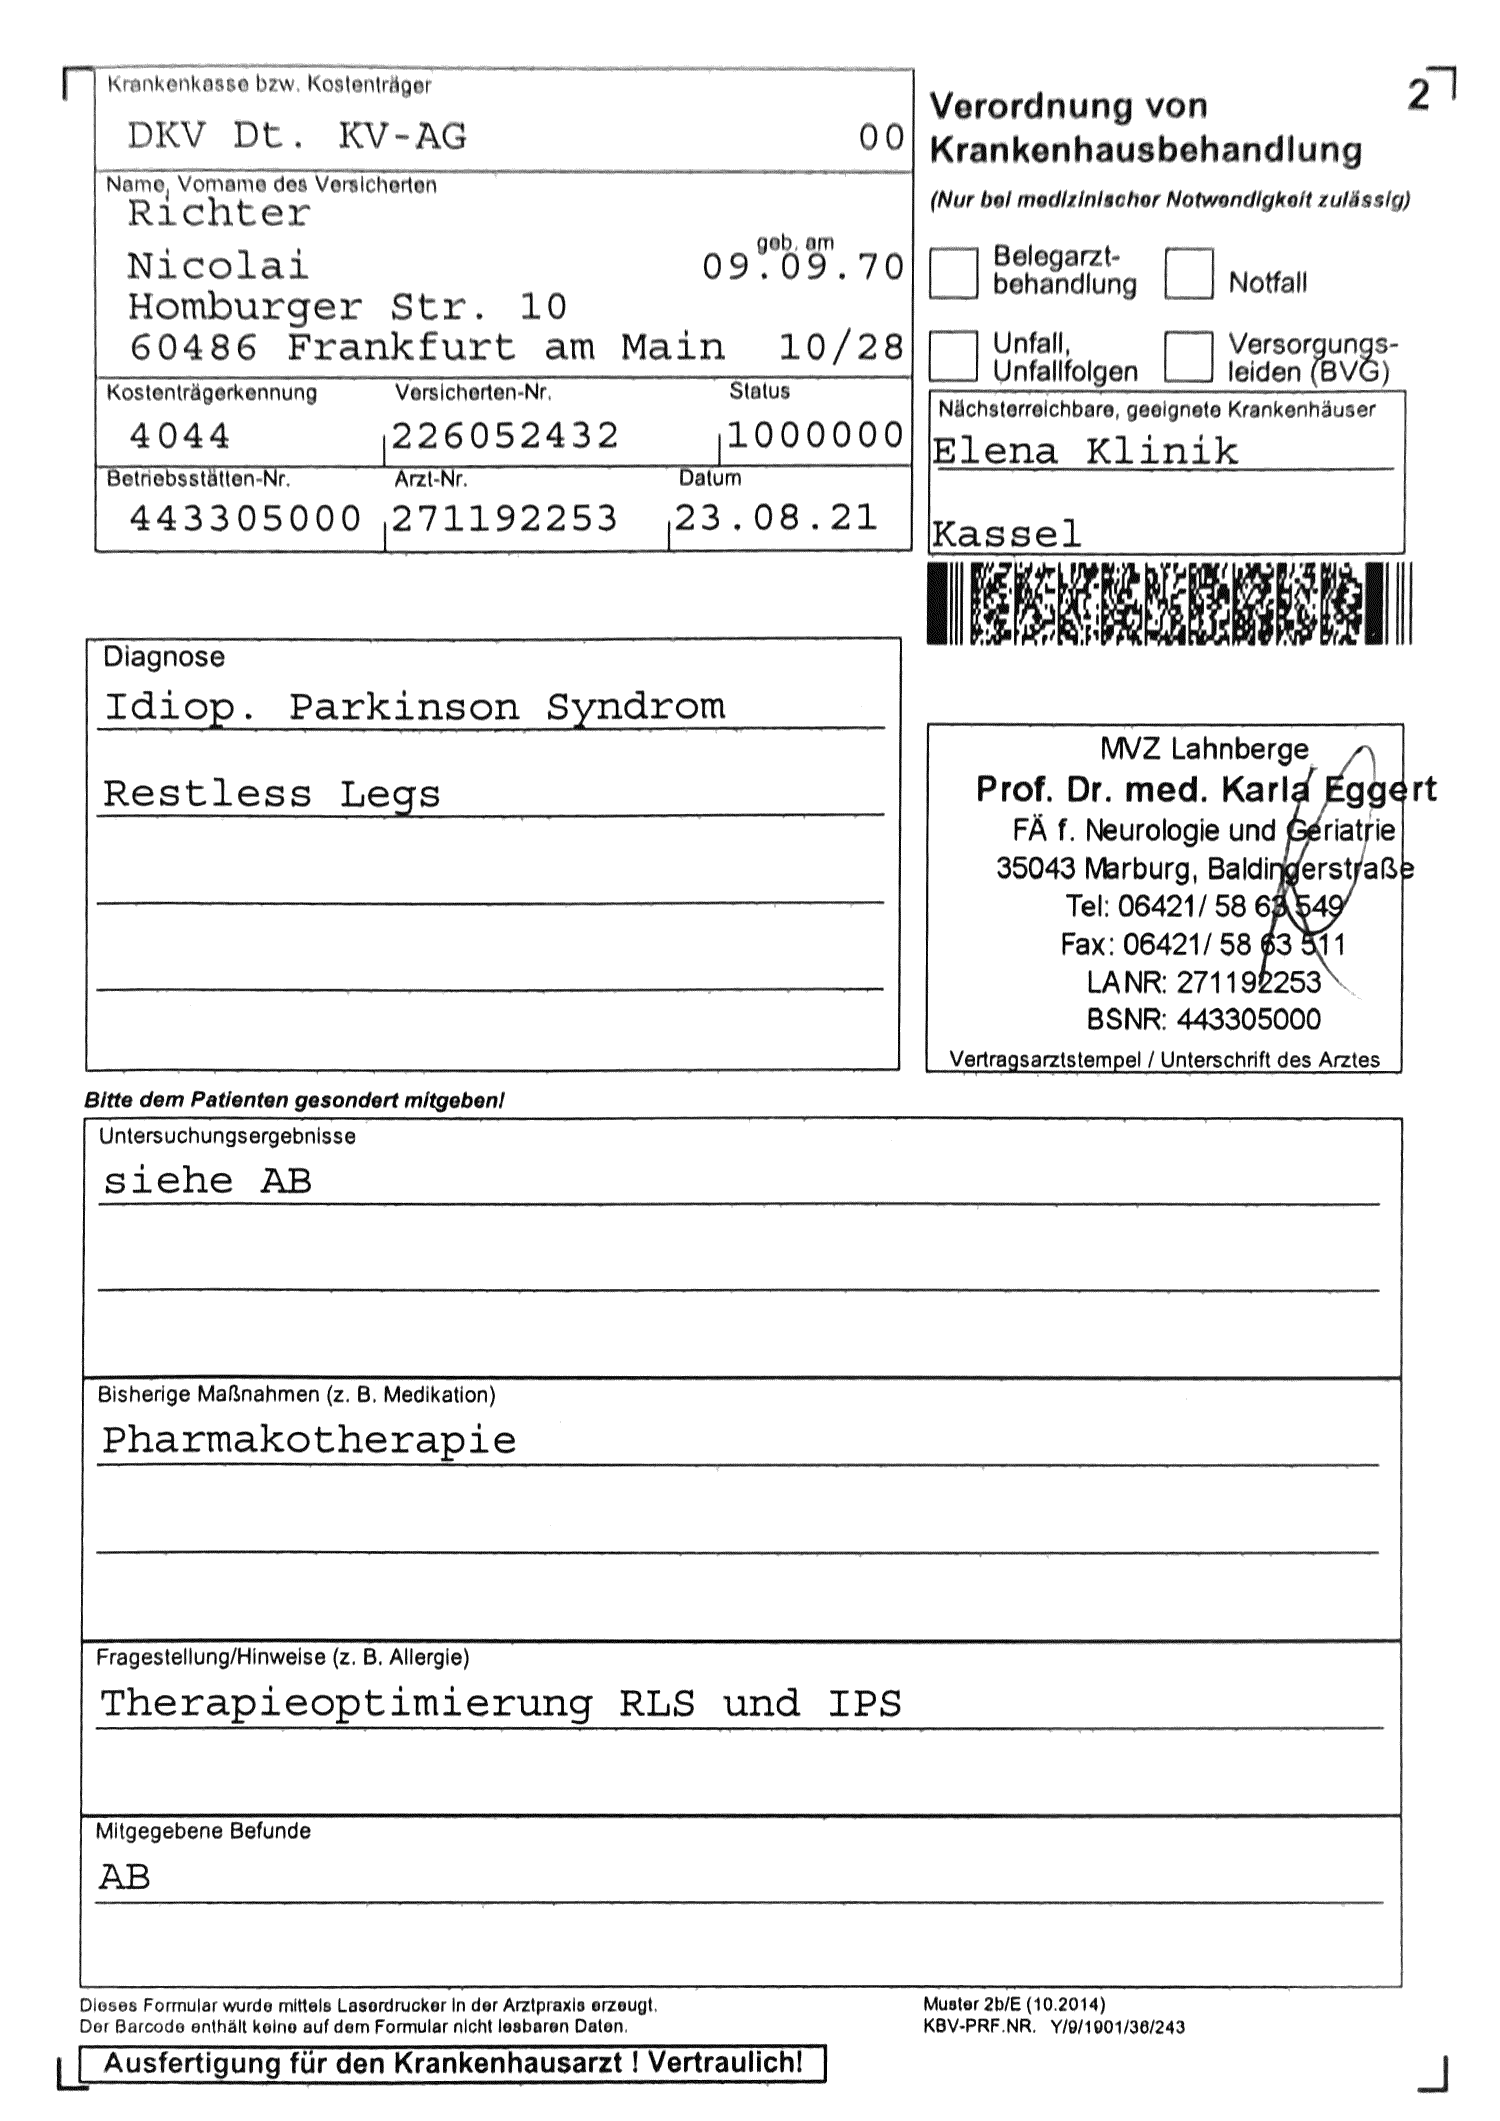 Krankenkasse bzw. Kostenträger
DKV Dt. KV-AG 00
Name, Vorname des Versicherten
Richter
geb. am
Nicolai 09.09.70
Homburger Str. 10
60486 Frankfurt am Main 10/28
Kostenträgerkennung Versicherten-Nr. Status
4044 226052432 1000000
Betriebsstätten-Nr. Arzt-Nr. Datum
443305000 271192253 23.08.21
Verordnung von 2
Krankenhausbehandlung
(Nur bei medizinischer Notwendigkeit zulässig)
Belegarzt-
behandlung Notfall
Unfall, Versorgungs-
Unfallfolgen leiden (BVG)
Nächsterreichbare, geeignete Krankenhäuser
Elena Klinik
Kassel
Diagnose
Idiop. Parkinson Syndrom
Restless Legs
MVZ Lahnberge
Prof. Dr. med. Karla Eggert
FÄ f. Neurologie und Geriatrie
35043 Marburg, Baldingerstraße
Tel: 06421/ 58 63 549
Fax: 06421/ 58 63 511
LANR: 271192253
BSNR: 443305000
Vertragsarztstempel / Unterschrift des Arztes
Bitte dem Patienten gesondert mitgeben!
Untersuchungsergebnisse
siehe AB
Bisherige Maßnahmen (z. B. Medikation)
Pharmakotherapie
Fragestellung/Hinweise (z. B. Allergie)
Therapieoptimierung RLS und IPS
Mitgegebene Befunde
AB
Dieses Formular wurde mittels Laserdrucker in der Arztpraxis erzeugt.
Der Barcode enthält keine auf dem Formular nicht lesbaren Daten.
Muster 2b/E (10.2014)
KBV-PRF.NR. Y/9/1901/36/243
Ausfertigung für den Krankenhausarzt ! Vertraulich!